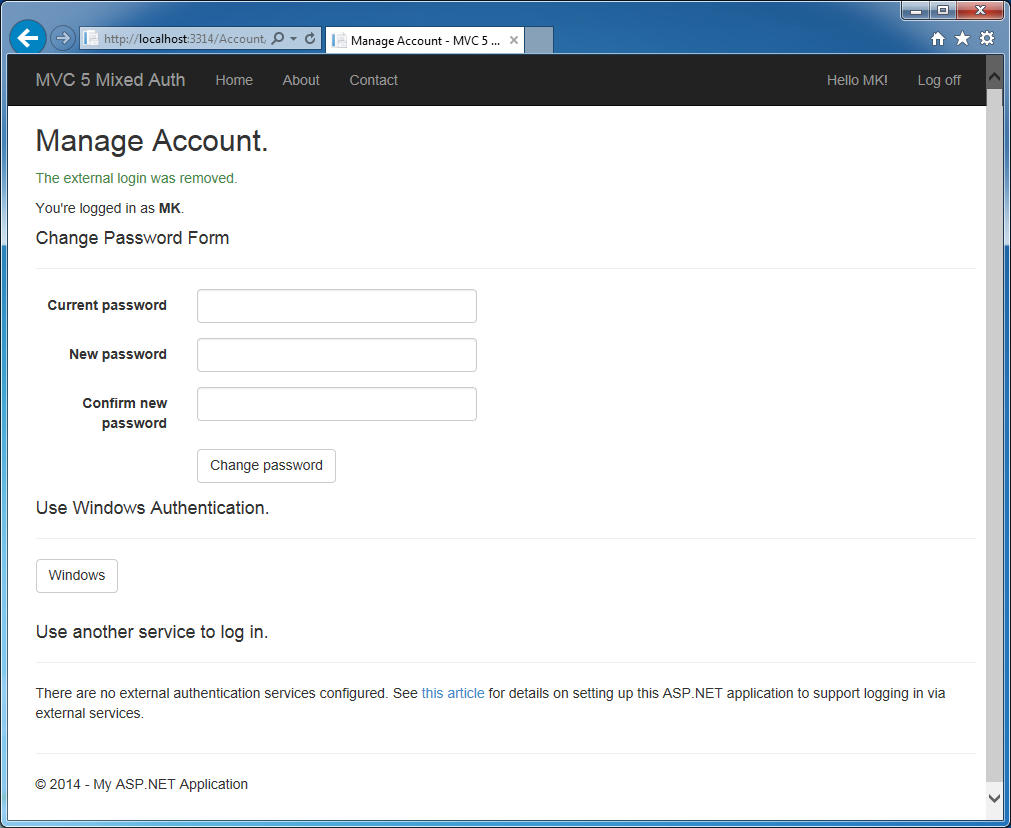 http://localhost:3314/Account,
Manage Account - MVC 5 ...
MVC 5 Mixed Auth
Home
About
Contact
Hello MK!
Log off
Manage Account.
The external login was removed.
You're logged in as MK.
Change Password Form
Current password
New password
Confirm new
password
Change password
Use Windows Authentication.
Windows
Use another service to log in.
There are no external authentication services configured. See this article for details on setting up this ASP.NET application to support logging in via
external services.
© 2014 - My ASP.NET Application